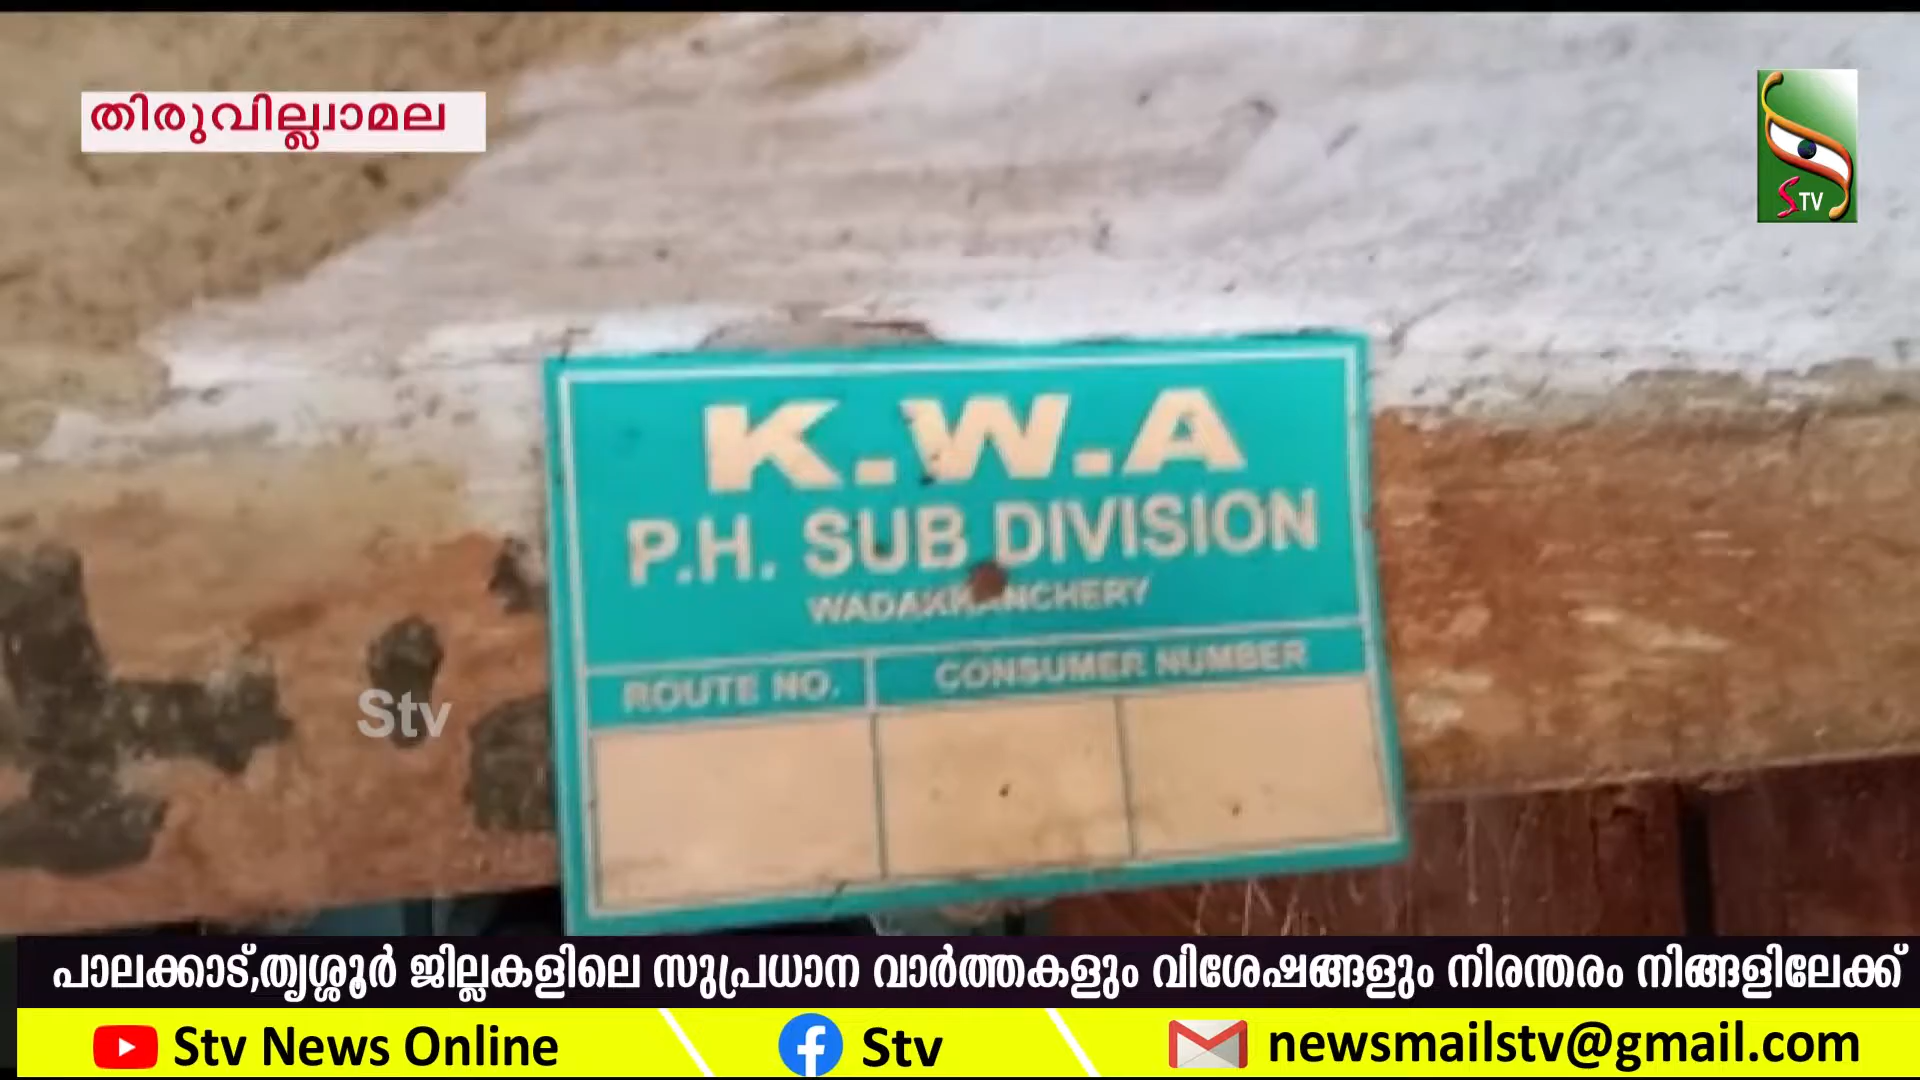 തിരുവില്ല്വാമല
STV
K.W.A
P.H. SUB DIVISION
WADAKKANCHERY
ROUTE NO.
CONSUMER NUMBER
Stv
പാലക്കാട്,തൃശ്ശൂർ ജില്ലകളിലെ സുപ്രധാന വാർത്തകളും വിശേഷങ്ങളും നിരന്തരം നിങ്ങളിലേക്ക്
Stv News Online
Stv
newsmailstv@gmail.com